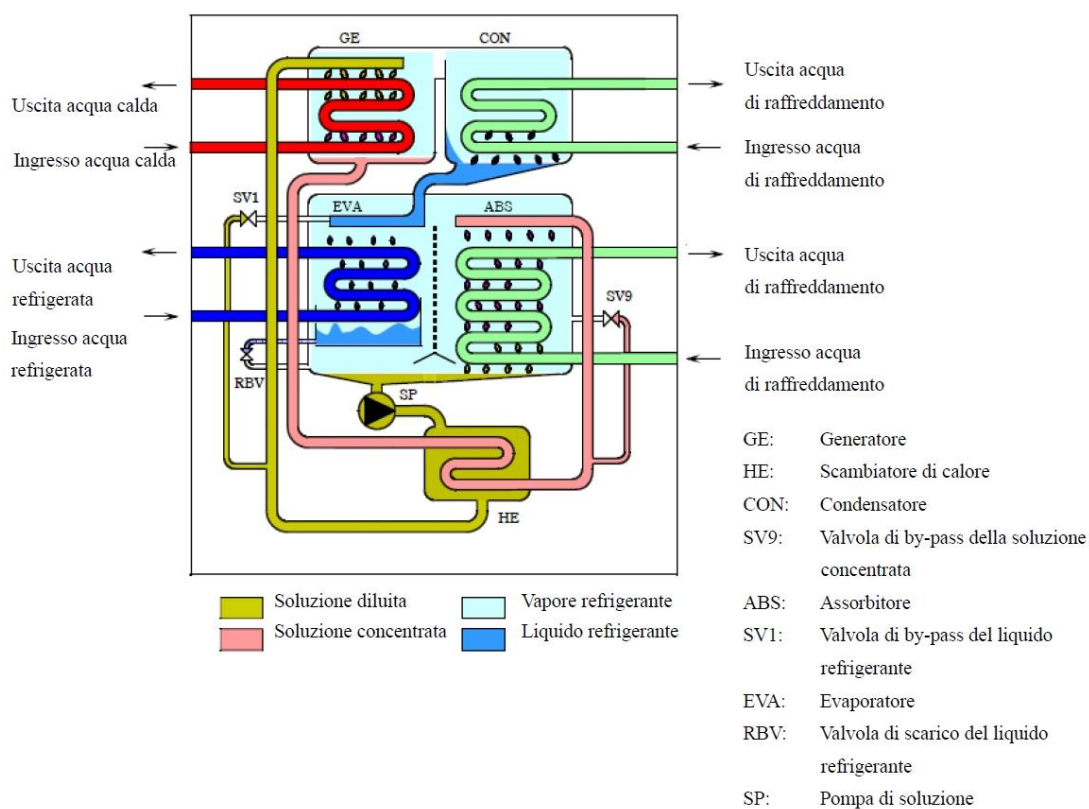 GE
CON
Uscita acqua calda
Ingresso acqua calda
Uscita acqua
di raffreddamento
Ingresso acqua
di raffreddamento
SV1
EVA
ABS
Uscita acqua
refrigerata
Ingresso acqua
refrigerata
RBV
SV9
Uscita acqua
di raffreddamento
Ingresso acqua
di raffreddamento
SP
HE
Soluzione diluita
Vapore refrigerante
Soluzione concentrata
Liquido refrigerante
GE: Generatore
HE: Scambiatore di calore
CON: Condensatore
SV9: Valvola di by-pass della soluzione
concentrata
ABS: Assorbitore
SV1: Valvola di by-pass del liquido
refrigerante
EVA: Evaporatore
RBV: Valvola di scarico del liquido
refrigerante
SP: Pompa di soluzione